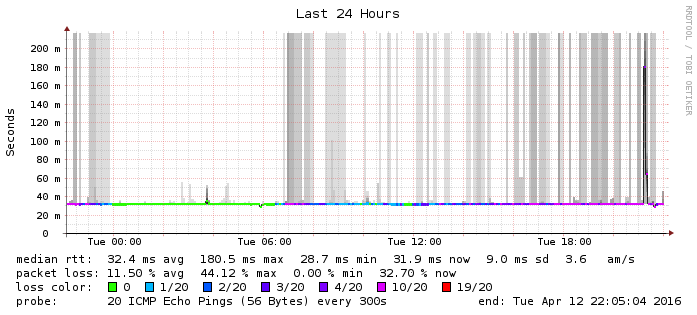 Last 24 Hours
RRDTOOL / TOBI OETIKER
Seconds
200 m
180 m
160 m
140 m
120 m
100 m
80 m
60 m
40 m
20 m
0
Tue 00:00 Tue 06:00 Tue 12:00 Tue 18:00
median rtt: 32.4 ms avg 180.5 ms max 28.7 ms min 31.9 ms now 9.0 ms sd 3.6 am/s
packet loss: 11.50 % avg 44.12 % max 0.00 % min 32.70 % now
loss color: 0 1/20 2/20 3/20 4/20 10/20 19/20
probe: 20 ICMP Echo Pings (56 Bytes) every 300s end: Tue Apr 12 22:05:04 2016